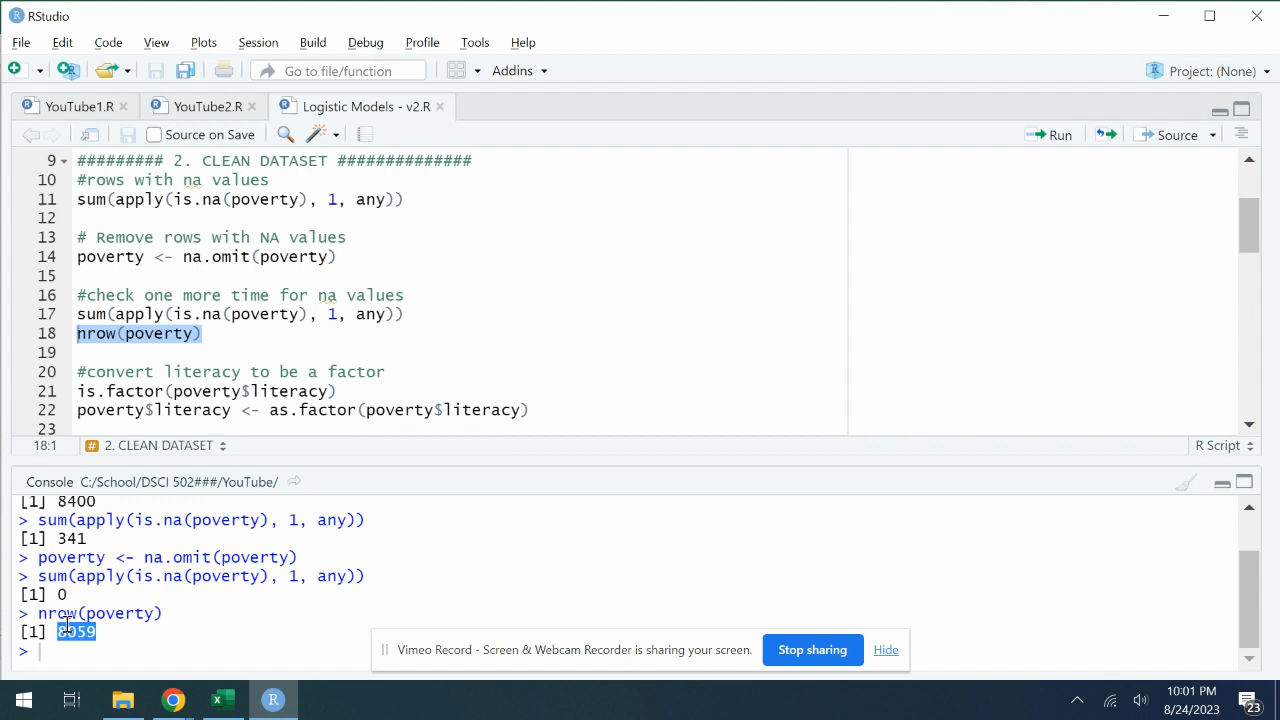 RStudio
File Edit Code View Plots Session Build Debug Profile Tools Help
Go to file/function Addins Project: (None)
YouTube1.R YouTube2.R Logistic Models - v2.R
Source on Save Run Source
9 ######### 2. CLEAN DATASET ##############
10 #rows with na values
11 sum(apply(is.na(poverty), 1, any))
12
13 # Remove rows with NA values
14 poverty <- na.omit(poverty)
15
16 #check one more time for na values
17 sum(apply(is.na(poverty), 1, any))
18 nrow(poverty)
19
20 #convert literacy to be a factor
21 is.factor(poverty$literacy)
22 poverty$literacy <- as.factor(poverty$literacy)
23
18:1 # 2. CLEAN DATASET R Script
Console C:/School/DSCI 502###/YouTube/
[1] 8400
> sum(apply(is.na(poverty), 1, any))
[1] 341
> poverty <- na.omit(poverty)
> sum(apply(is.na(poverty), 1, any))
[1] 0
> nrow(poverty)
[1] 8059
>
Vimeo Record - Screen & Webcam Recorder is sharing your screen. Stop sharing Hide
10:01 PM
8/24/2023
23